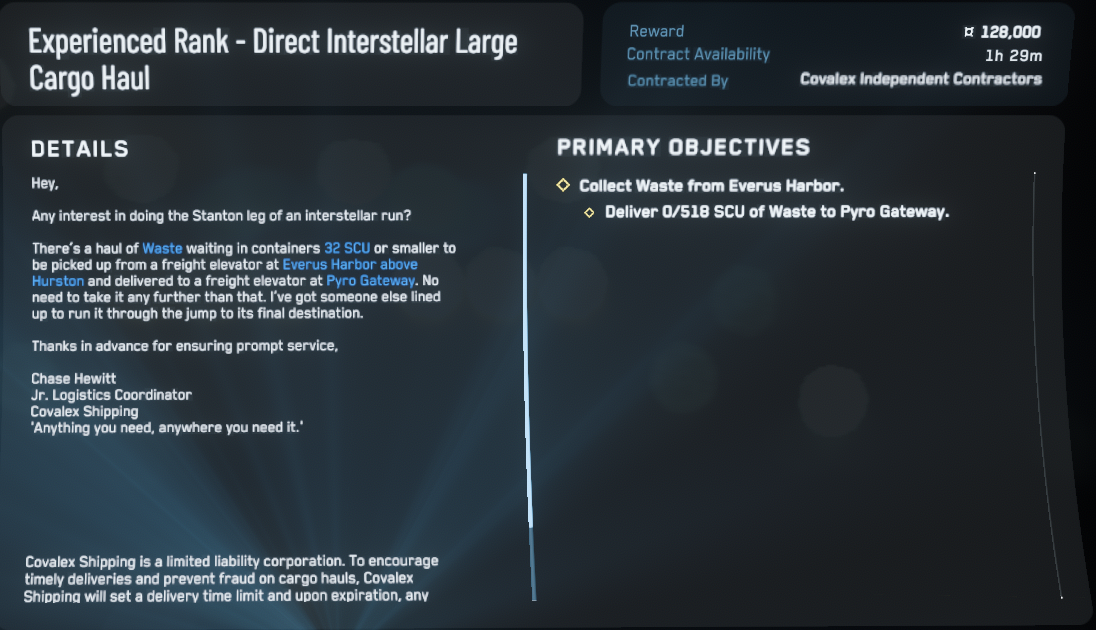 Experienced Rank - Direct Interstellar Large
Cargo Haul
Reward ¤ 128,000
Contract Availability 1h 29m
Contracted By Covalex Independent Contractors
DETAILS
Hey,
Any interest in doing the Stanton leg of an interstellar run?
There's a haul of Waste waiting in containers 32 SCU or smaller to
be picked up from a freight elevator at Everus Harbor above
Hurston and delivered to a freight elevator at Pyro Gateway. No
need to take it any further than that. I've got someone else lined
up to run it through the jump to its final destination.
Thanks in advance for ensuring prompt service,
Chase Hewitt
Jr. Logistics Coordinator
Covalex Shipping
'Anything you need, anywhere you need it.'
Covalex Shipping is a limited liability corporation. To encourage
timely deliveries and prevent fraud on cargo hauls, Covalex
Shipping will set a delivery time limit and upon expiration, any
PRIMARY OBJECTIVES
Collect Waste from Everus Harbor.
Deliver 0/518 SCU of Waste to Pyro Gateway.